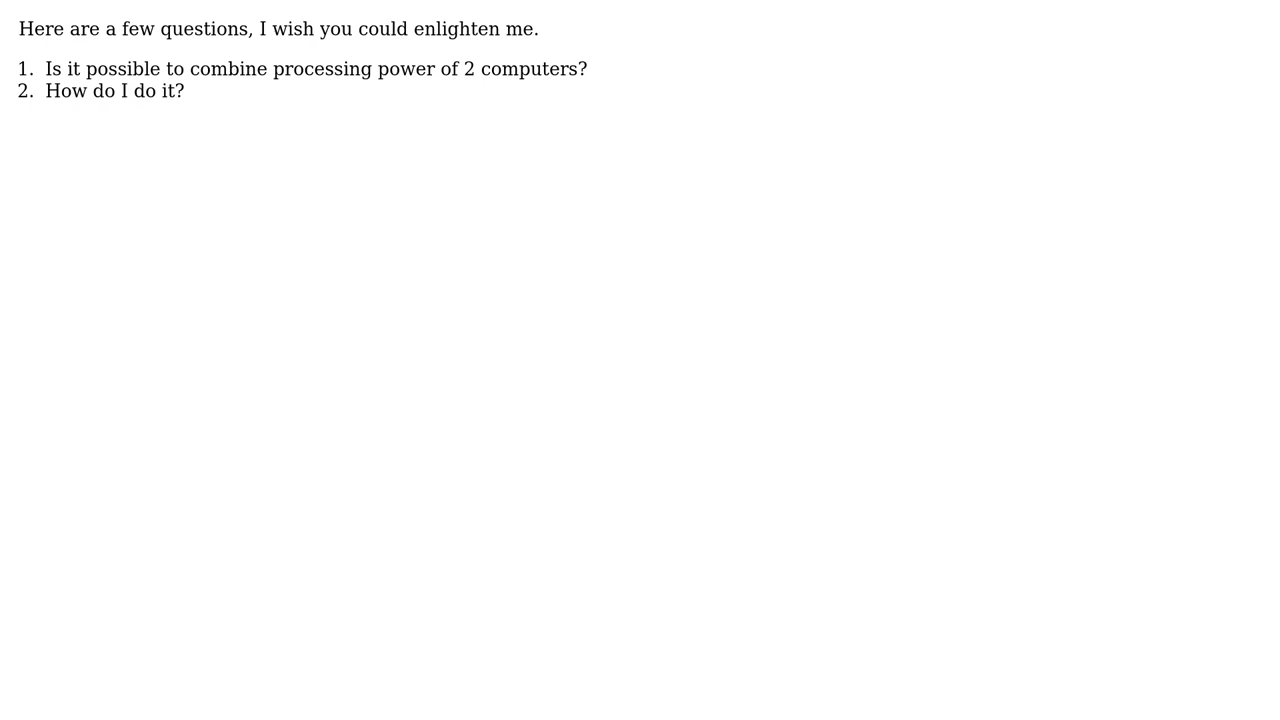 Here are a few questions, I wish you could enlighten me.
1. Is it possible to combine processing power of 2 computers?
2. How do I do it?